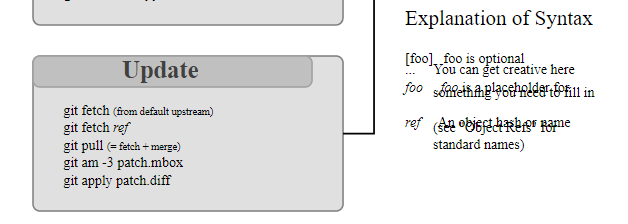 Update
git fetch (from default upstream)
git fetch ref
git pull (= fetch + merge)
git am -3 patch.mbox
git apply patch.diff
Explanation of Syntax
[foo] foo is optional
... You can get creative here
foo foo is a placeholder for
something you need to fill in
ref An object hash or name
(see "Object Refs" for
standard names)